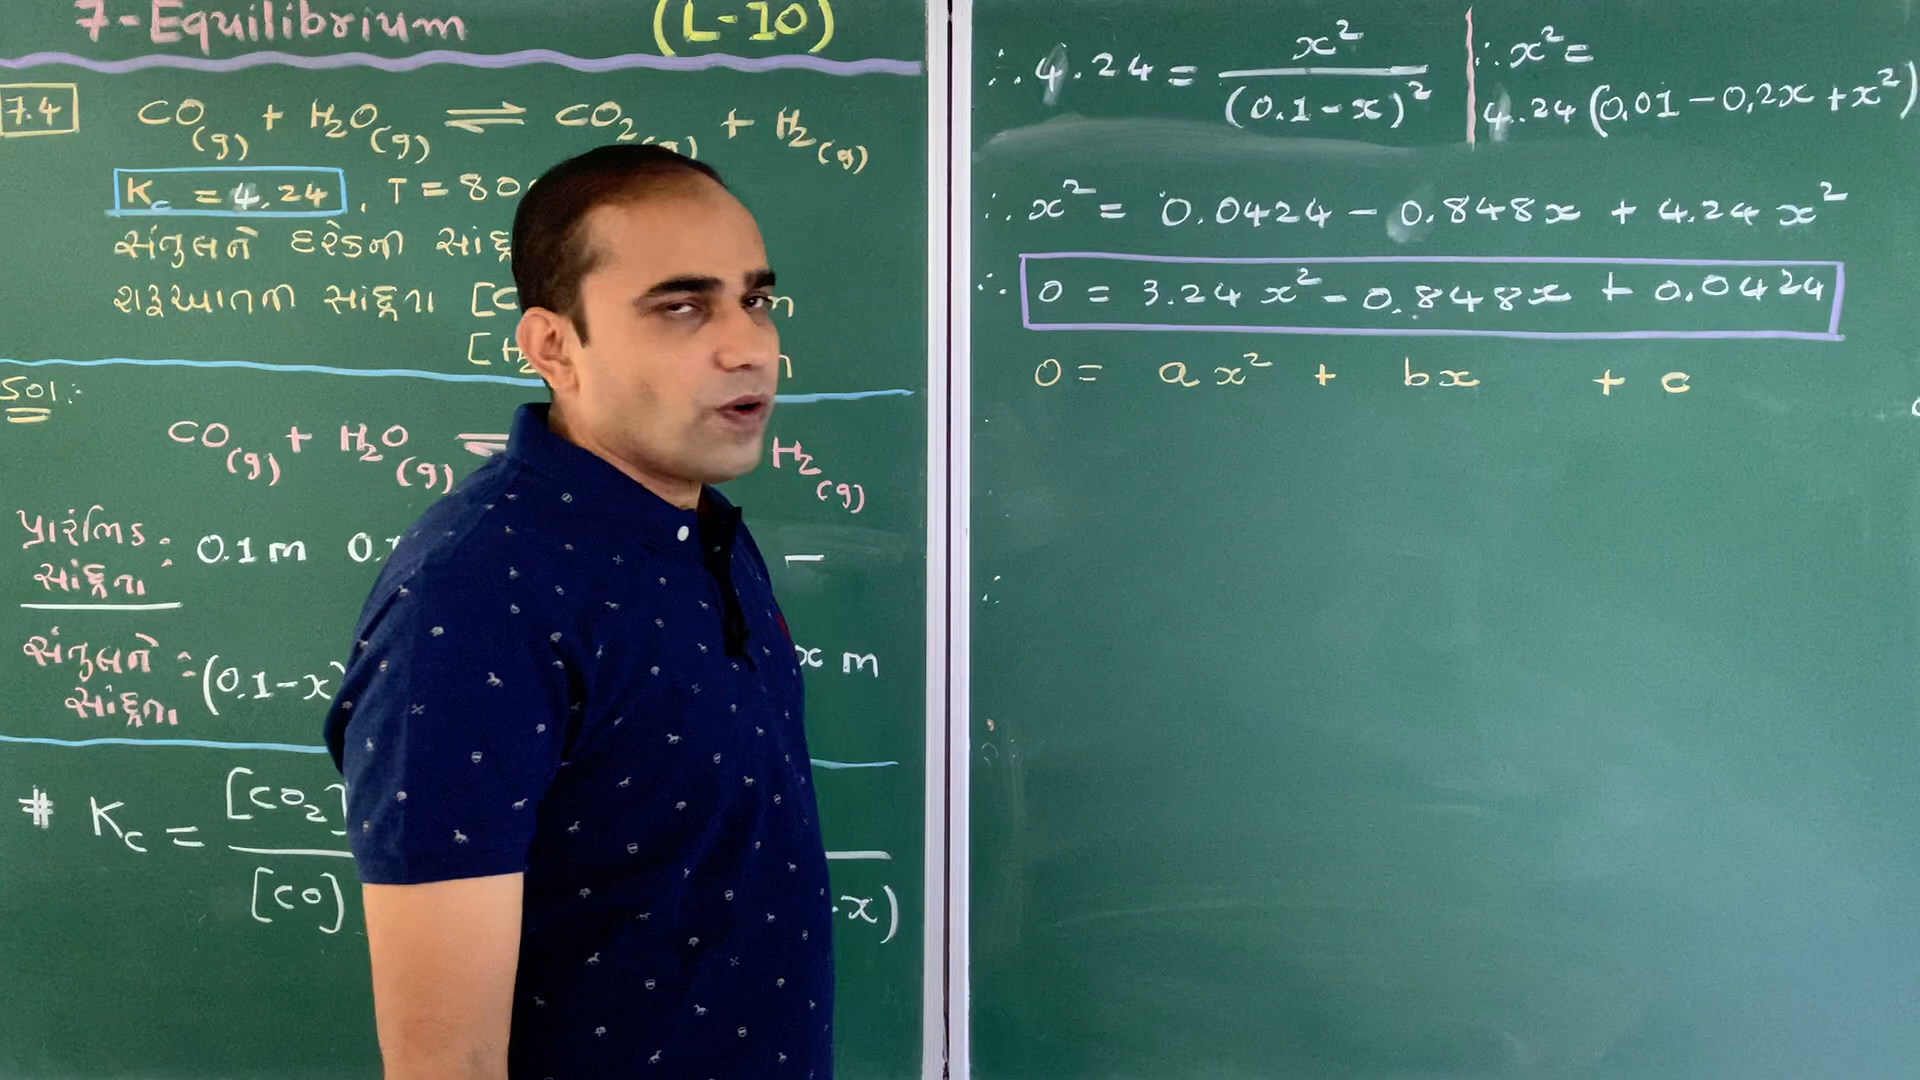 7-Equilibrium (L-10)
7.4 CO(g) + H₂O(g) ⇌ CO₂(g) + H₂(g)
Kc = 4.24 , T = 80
સંતુલને દરેકની
શરૂઆતની સાંદ્રતા [C m
[H₂ m
Sol:
CO(g) + H₂O(g) ⇌ H₂(g)
પ્રારંભિક સાંદ્રતા : 0.1 m 0. —
સંતુલને સાંદ્રતા : (0.1-x) x m
# Kc = [CO₂]
[CO] x)
∴ 4.24 = x² / (0.1-x)²
∴ x² =
4.24 (0.01 - 0.2x + x²)
∴ x² = 0.0424 - 0.848x + 4.24 x²
∴ 0 = 3.24 x² - 0.848x + 0.0424
0 = a x² + bx + c
∴